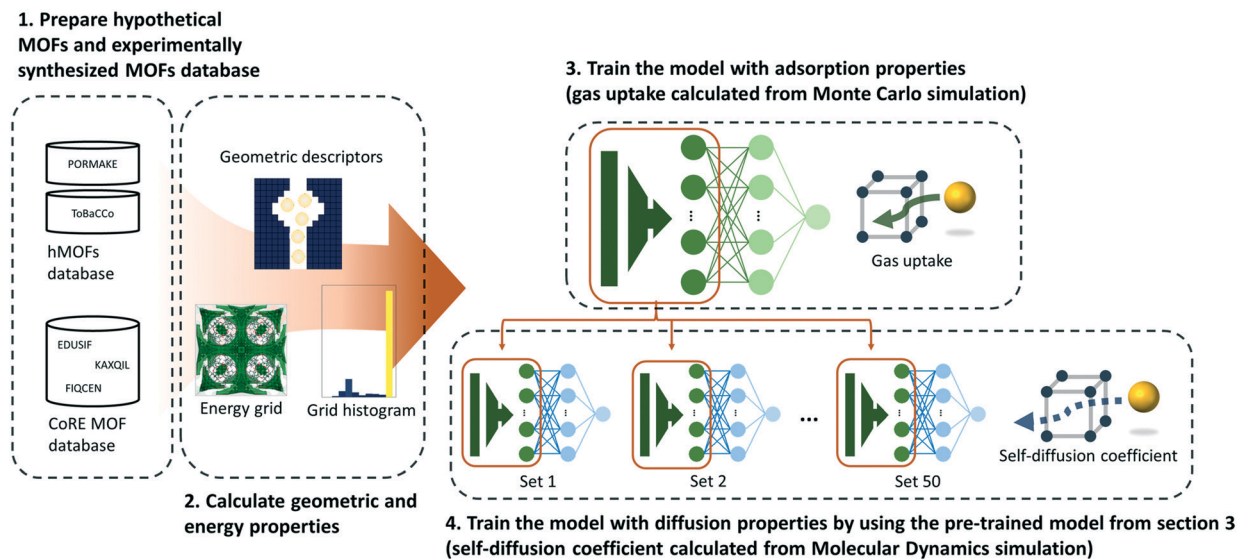 1. Prepare hypothetical
MOFs and experimentally
synthesized MOFs database
PORMAKE
ToBaCCo
hMOFs
database
EDUSIF
KAXQIL
FIQCEN
CoRE MOF
database
Geometric descriptors
Energy grid
Grid histogram
2. Calculate geometric and
energy properties
3. Train the model with adsorption properties
(gas uptake calculated from Monte Carlo simulation)
Gas uptake
Set 1
Set 2
...
Set 50
Self-diffusion coefficient
4. Train the model with diffusion properties by using the pre-trained model from section 3
(self-diffusion coefficient calculated from Molecular Dynamics simulation)